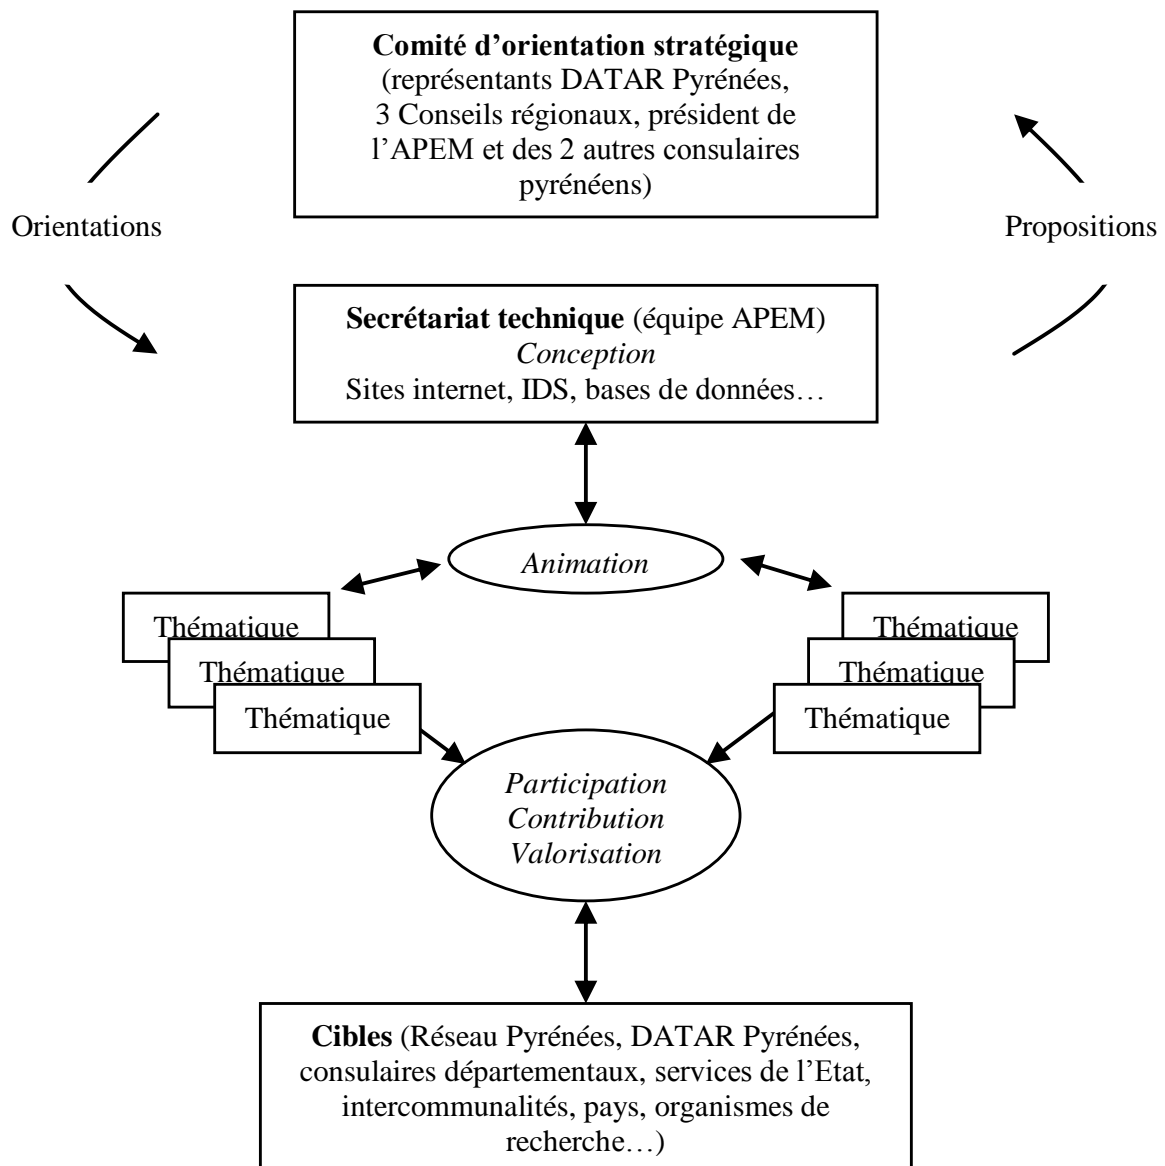 Comité d’orientation stratégique
(représentants DATAR Pyrénées,
3 Conseils régionaux, président de
l’APEM et des 2 autres consulaires
pyrénéens)
Orientations
Propositions
Secrétariat technique (équipe APEM)
Conception
Sites internet, IDS, bases de données…
Animation
Thématique
Thématique
Thématique
Thématique
Thématique
Thématique
Participation
Contribution
Valorisation
Cibles (Réseau Pyrénées, DATAR Pyrénées,
consulaires départementaux, services de l’Etat,
intercommunalités, pays, organismes de
recherche…)